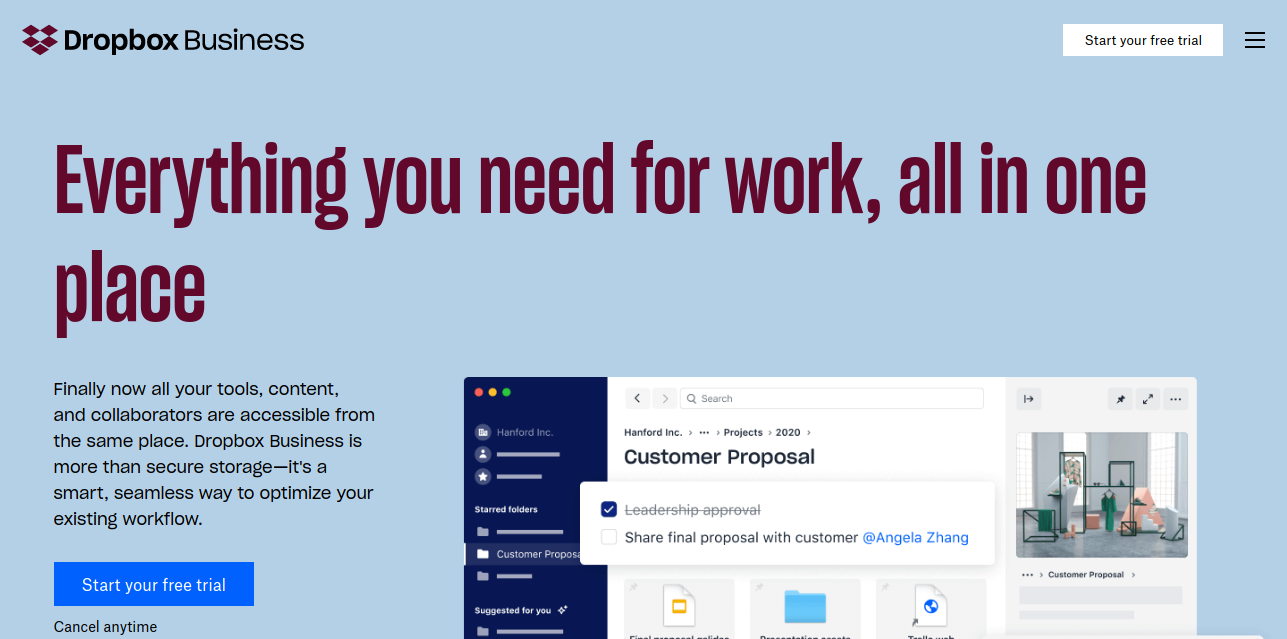 Dropbox Business
Start your free trial
Everything you need for work, all in one
place
Finally now all your tools, content,
and collaborators are accessible from
the same place. Dropbox Business is
more than secure storage—it's a
smart, seamless way to optimize your
existing workflow.
Start your free trial
Cancel anytime
Hanford Inc.
Starred folders
Customer Proposa
Suggested for you
Search
Hanford Inc. › ··· › Projects › 2020 ›
Customer Proposal
Leadership approval
Share final proposal with customer @Angela Zhang
Presentation assets
Trello web
··· › Customer Proposal ›